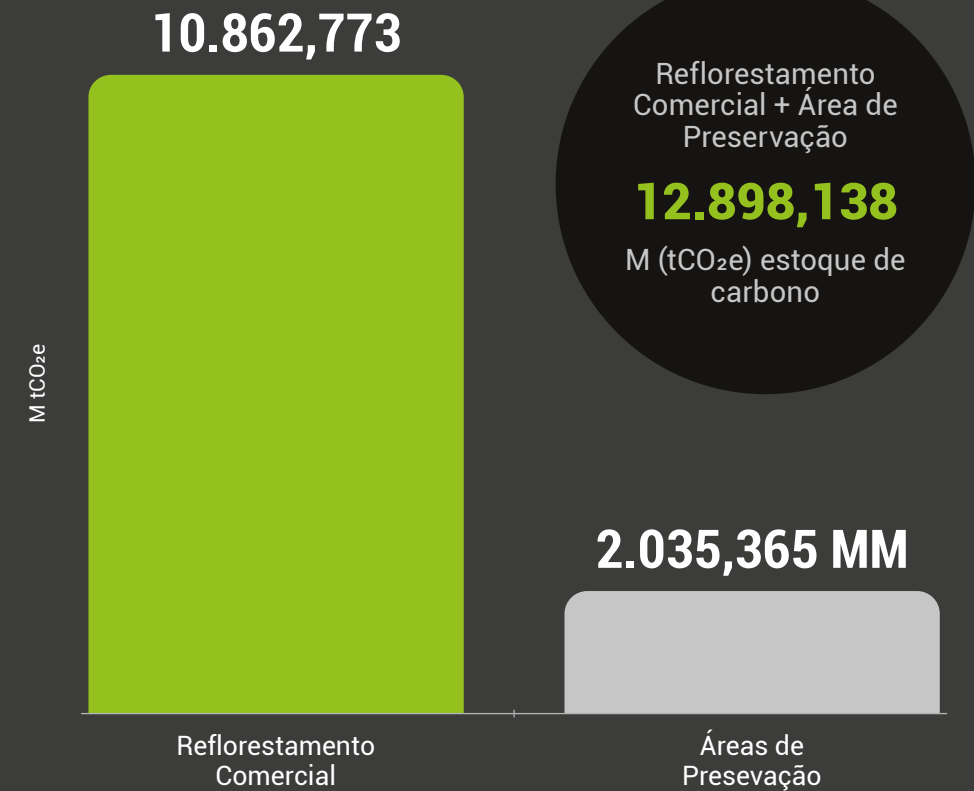 10.862,773
Reflorestamento
Comercial + Área de
Preservação
12.898,138
M (tCO₂e) estoque de
carbono
M tCO₂e
2.035,365 MM
Reflorestamento
Comercial
Áreas de
Presevação